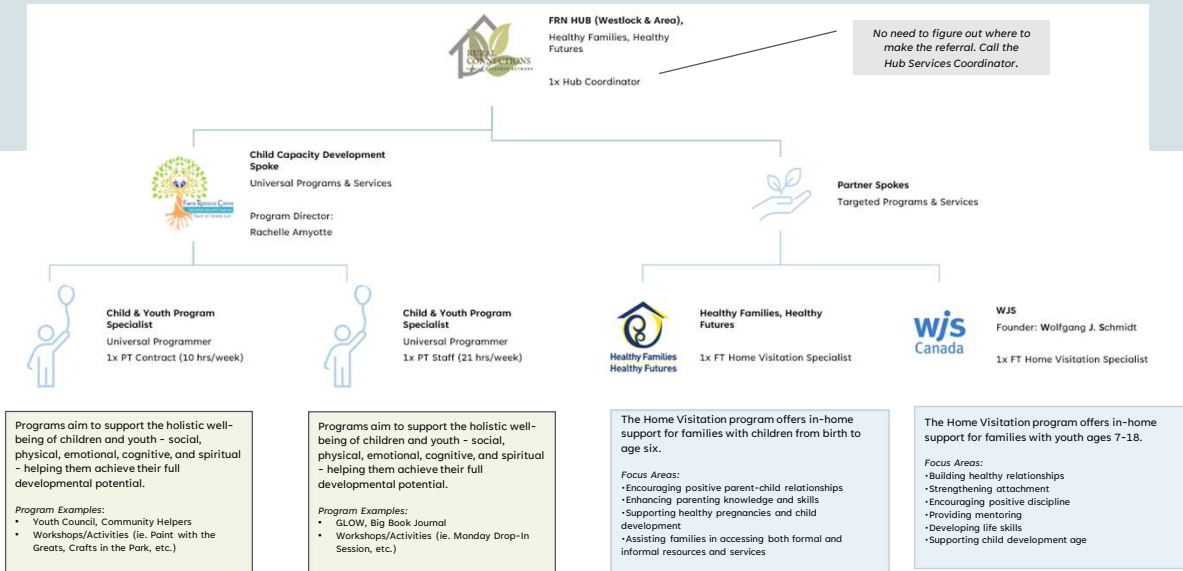 FRN HUB (Westlock & Area),
Healthy Families, Healthy
Futures
1x Hub Coordinator
RURAL
CONNECTIONS
No need to figure out where to
make the referral. Call the
Hub Services Coordinator.
Child Capacity Development
Spoke
Universal Programs & Services
Program Director:
Rachelle Amyotte
Partner Spokes
Targeted Programs & Services
Child & Youth Program
Specialist
Universal Programmer
1x PT Contract (10 hrs/week)
Child & Youth Program
Specialist
Universal Programmer
1x PT Staff (21 hrs/week)
Healthy Families
Healthy Futures
Healthy Families, Healthy
Futures
1x FT Home Visitation Specialist
wjs
Canada
WJS
Founder: Wolfgang J. Schmidt
1x FT Home Visitation Specialist
Programs aim to support the holistic well-
being of children and youth - social,
physical, emotional, cognitive, and spiritual
- helping them achieve their full
developmental potential.
Program Examples:
• Youth Council, Community Helpers
• Workshops/Activities (ie. Paint with the
Greats, Crafts in the Park, etc.)
Programs aim to support the holistic well-
being of children and youth - social,
physical, emotional, cognitive, and spiritual
- helping them achieve their full
developmental potential.
Program Examples:
• GLOW, Big Book Journal
• Workshops/Activities (ie. Monday Drop-In
Session, etc.)
The Home Visitation program offers in-home
support for families with children from birth to
age six.
Focus Areas:
•Encouraging positive parent-child relationships
•Enhancing parenting knowledge and skills
•Supporting healthy pregnancies and child
development
•Assisting families in accessing both formal and
informal resources and services
The Home Visitation program offers in-home
support for families with youth ages 7-18.
Focus Areas:
•Building healthy relationships
•Strengthening attachment
•Encouraging positive discipline
•Providing mentoring
•Developing life skills
•Supporting child development age